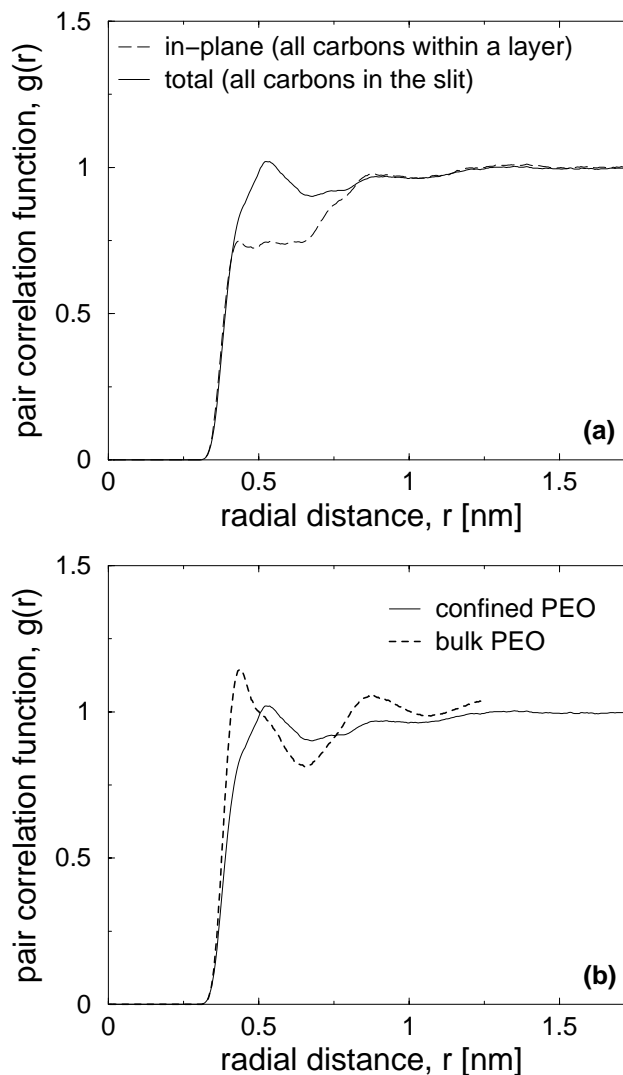 1.5
in−plane (all carbons within a layer)
total (all carbons in the slit)
1
0.5
0
pair correlation function, g(r)
(a)
0 0.5 1 1.5
radial distance, r [nm]
1.5
confined PEO
bulk PEO
1
0.5
0
pair correlation function, g(r)
(b)
0 0.5 1 1.5
radial distance, r [nm]